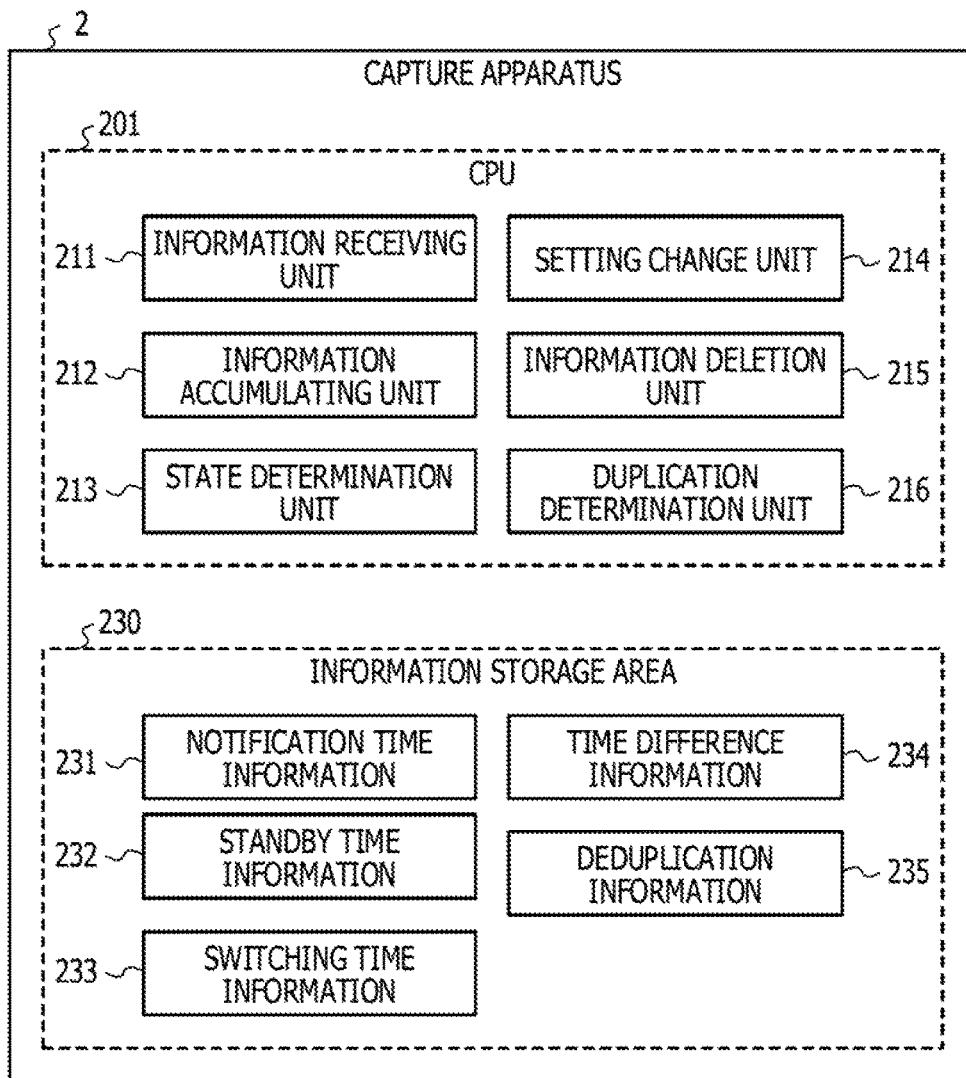 2
CAPTURE APPARATUS
201
CPU
211
INFORMATION RECEIVING
UNIT
SETTING CHANGE UNIT
214
212
INFORMATION
ACCUMULATING UNIT
INFORMATION DELETION
UNIT
215
213
STATE DETERMINATION
UNIT
DUPLICATION
DETERMINATION UNIT
216
230
INFORMATION STORAGE AREA
231
NOTIFICATION TIME
INFORMATION
TIME DIFFERENCE
INFORMATION
234
232
STANDBY TIME
INFORMATION
DEDUPLICATION
INFORMATION
235
233
SWITCHING TIME
INFORMATION